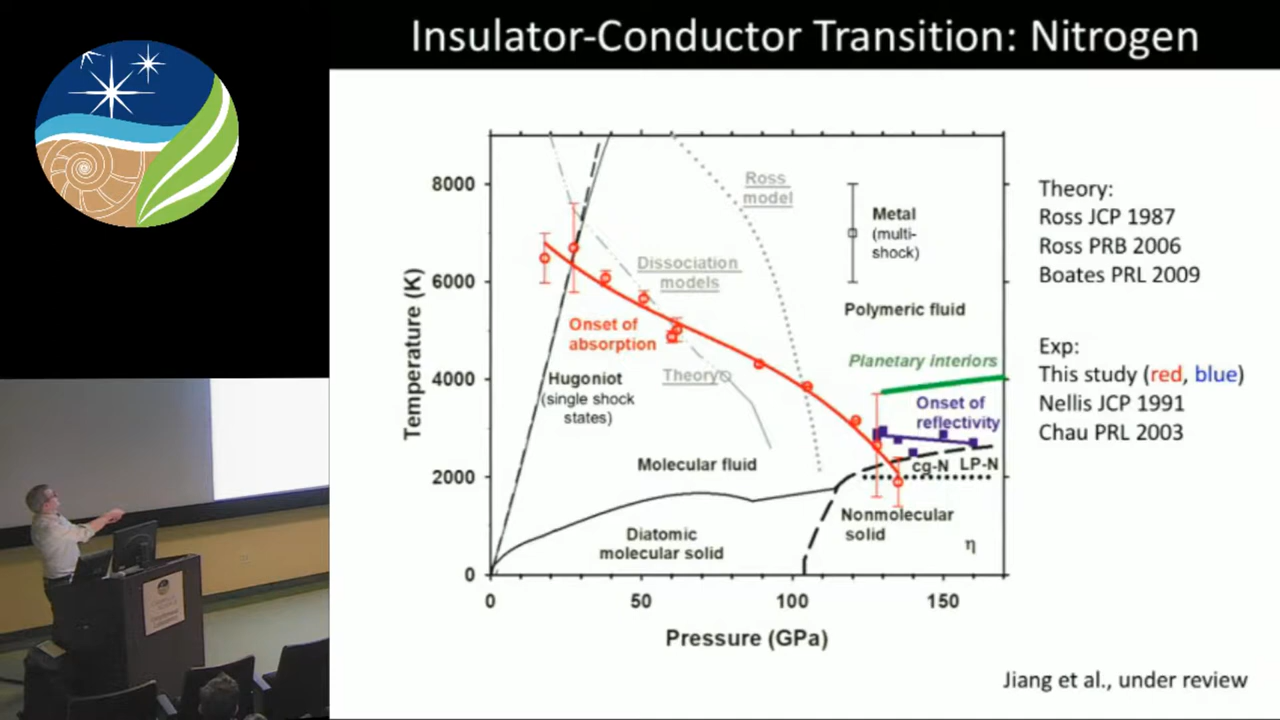 Insulator-Conductor Transition: Nitrogen
8000
6000
4000
2000
0
Temperature (K)
0
50
100
150
Pressure (GPa)
Ross
model
Metal
(multi-
shock)
Dissociation
models
Polymeric fluid
Onset of
absorption
Planetary interiors
Theory
Hugoniot
(single shock
states)
Onset of
reflectivity
Molecular fluid
cg-N
LP-N
Diatomic
molecular solid
Nonmolecular
solid
η
Theory:
Ross JCP 1987
Ross PRB 2006
Boates PRL 2009
Exp:
This study (red, blue)
Nellis JCP 1991
Chau PRL 2003
Jiang et al., under review